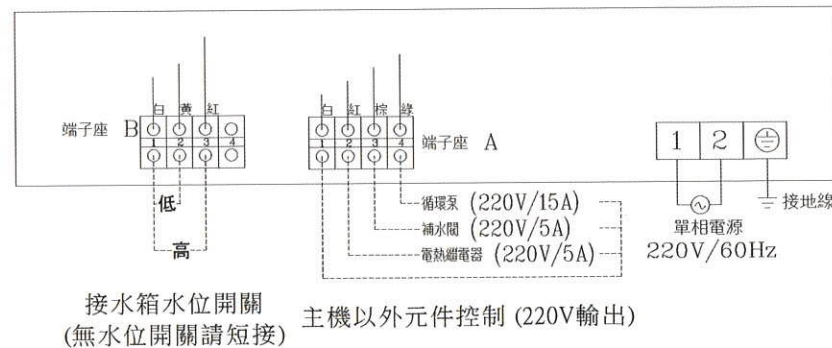 白 黃 紅
端子座 B
1 2 3 4
低
高
接水箱水位開關
(無水位開關請短接)
白 紅 棕 綠
1 2 3 4
端子座 A
循環泵 (220V/15A)
補水閥 (220V/5A)
電熱繼電器 (220V/5A)
主機以外元件控制 (220V輸出)
1 2
接地線
單相電源
220V/60Hz